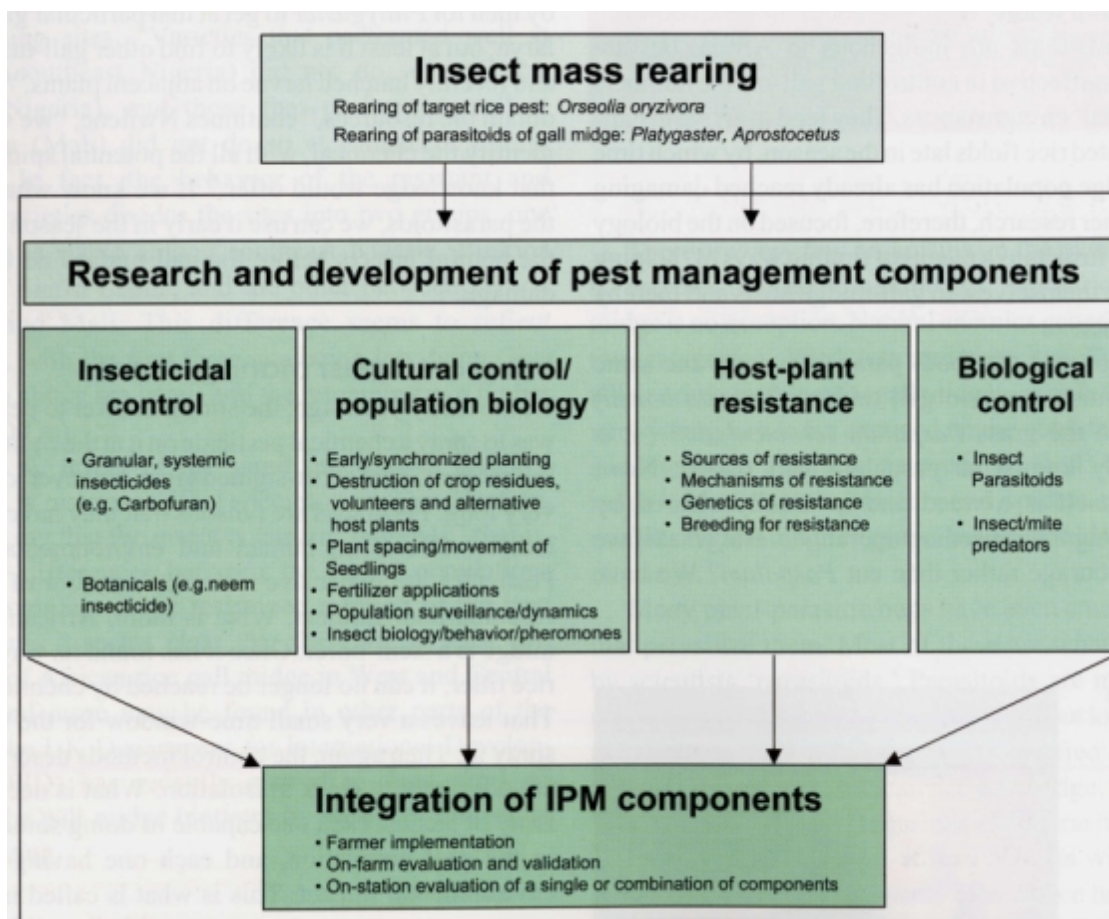 Insect mass rearing
Rearing of target rice pest: Orseolia oryzivora
Rearing of parasitoids of gall midge: Platygaster, Aprostocetus
Research and development of pest management components
Insecticidal
control
• Granular, systemic
insecticides
(e.g. Carbofuran)
• Botanicals (e.g.neem
insecticide)
Cultural control/
population biology
• Early/synchronized planting
• Destruction of crop residues,
volunteers and alternative
host plants
• Plant spacing/movement of
Seedlings
• Fertilizer applications
• Population surveillance/dynamics
• Insect biology/behavior/pheromones
Host-plant
resistance
• Sources of resistance
• Mechanisms of resistance
• Genetics of resistance
• Breeding for resistance
Biological
control
• Insect
Parasitoids
• Insect/mite
predators
Integration of IPM components
• Farmer implementation
• On-farm evaluation and validation
• On-station evaluation of a single or combination of components